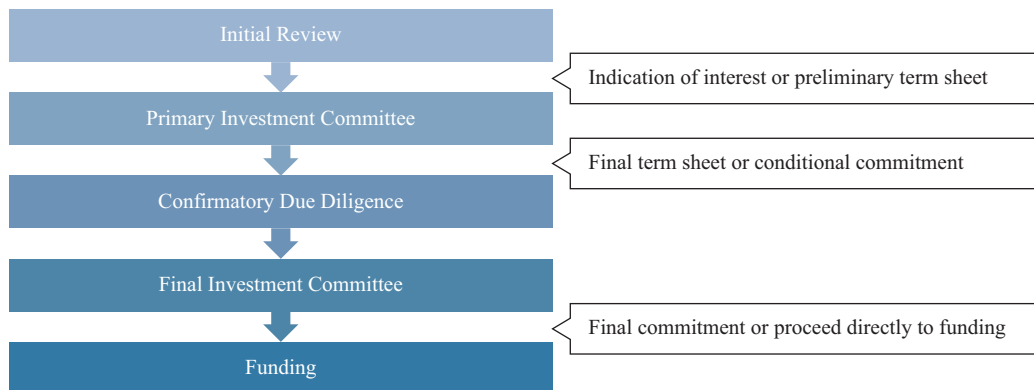 Initial Review
Indication of interest or preliminary term sheet
Primary Investment Committee
Final term sheet or conditional commitment
Confirmatory Due Diligence
Final Investment Committee
Final commitment or proceed directly to funding
Funding